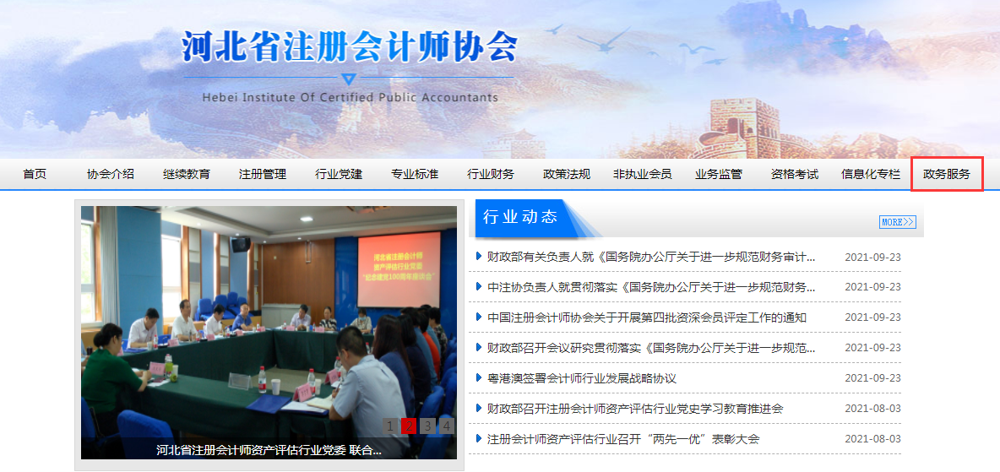 河北省注册会计师协会
Hebei Institute Of Certified Public Accountants
首页 协会介绍 继续教育 注册管理 行业党建 专业标准 行业财务 政策法规 非执业会员 业务监管 资格考试 信息化专栏 政务服务
河北省注册会计师
资产评估行业党委
“纪念建党100周年座谈会”
1 2 3 4
河北省注册会计师资产评估行业党委 联合...
行业动态
MORE>>
财政部有关负责人就《国务院办公厅关于进一步规范财务审计... 2021-09-23
中注协负责人就贯彻落实《国务院办公厅关于进一步规范财务... 2021-09-23
中国注册会计师协会关于开展第四批资深会员评定工作的通知 2021-09-23
财政部召开会议研究贯彻落实《国务院办公厅关于进一步规范... 2021-09-23
粤港澳签署会计师行业发展战略协议 2021-09-23
财政部召开注册会计师资产评估行业党史学习教育推进会 2021-08-03
注册会计师资产评估行业召开“两先一优”表彰大会 2021-08-03